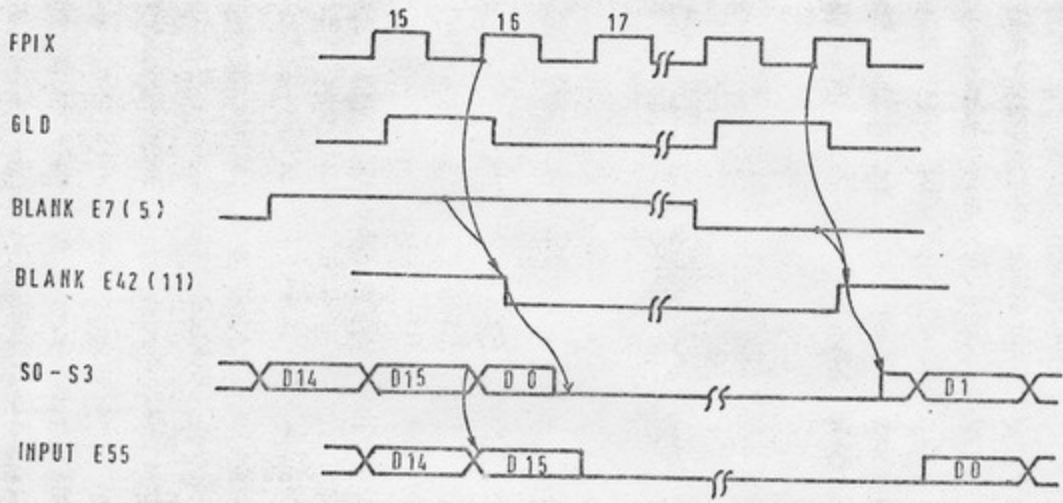 15 16 17
FPIX
GLD
BLANK E7(5)
BLANK E42(11)
S0-S3 D14 D15 D0 D1
INPUT E55 D14 D15 D0